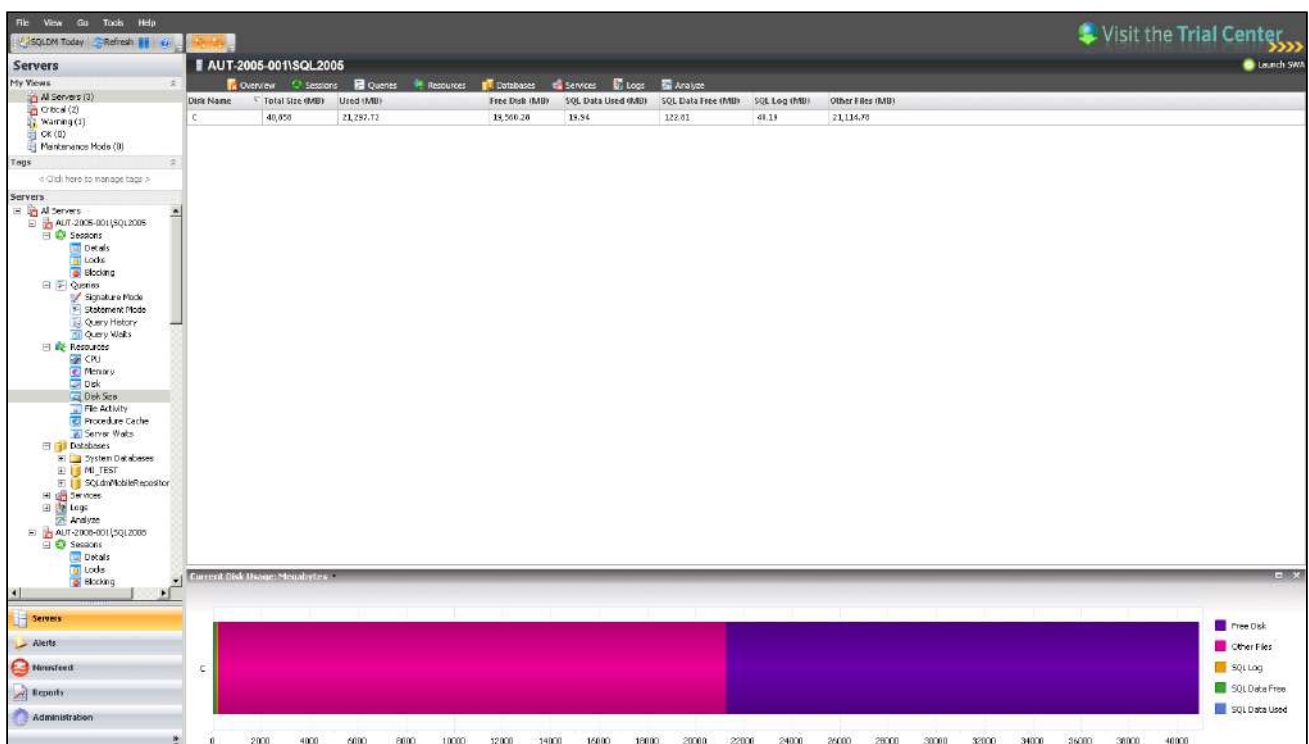 File View Go Tools Help
SQLDM Today Refresh
Visit the Trial Center
Servers
AUT-2005-001\SQL2005
Launch SWA
My Views
Overview Sessions Queries Resources Databases Services Logs Analyze
All Servers (3)
Critical (2)
Warning (1)
OK (0)
Maintenance Mode (0)
Disk Name Total Size (MB) Used (MB) Free Disk (MB) SQL Data Used (MB) SQL Data Free (MB) SQL Log (MB) Other Files (MB)
C 40,858 21,297.72 19,560.28 19.94 122.81 40.19 21,114.78
Tags
< Click here to manage tags >
Servers
All Servers
AUT-2005-001\SQL2005
Sessions
Details
Locks
Blocking
Queries
Signature Mode
Statement Mode
Query History
Query Waits
Resources
CPU
Memory
Disk
Disk Size
File Activity
Procedure Cache
Server Waits
Databases
System Databases
MI_TEST
SQLdmMobileRepositor
Services
Logs
Analyze
AUT-2008-001\SQL2008
Sessions
Details
Locks
Blocking
Servers
Alerts
Newsfeed
Reports
Administration
Current Disk Usage: Megabytes
C
0 2000 4000 6000 8000 10000 12000 14000 16000 18000 20000 22000 24000 26000 28000 30000 32000 34000 36000 38000 40000
Free Disk
Other Files
SQL Log
SQL Data Free
SQL Data Used